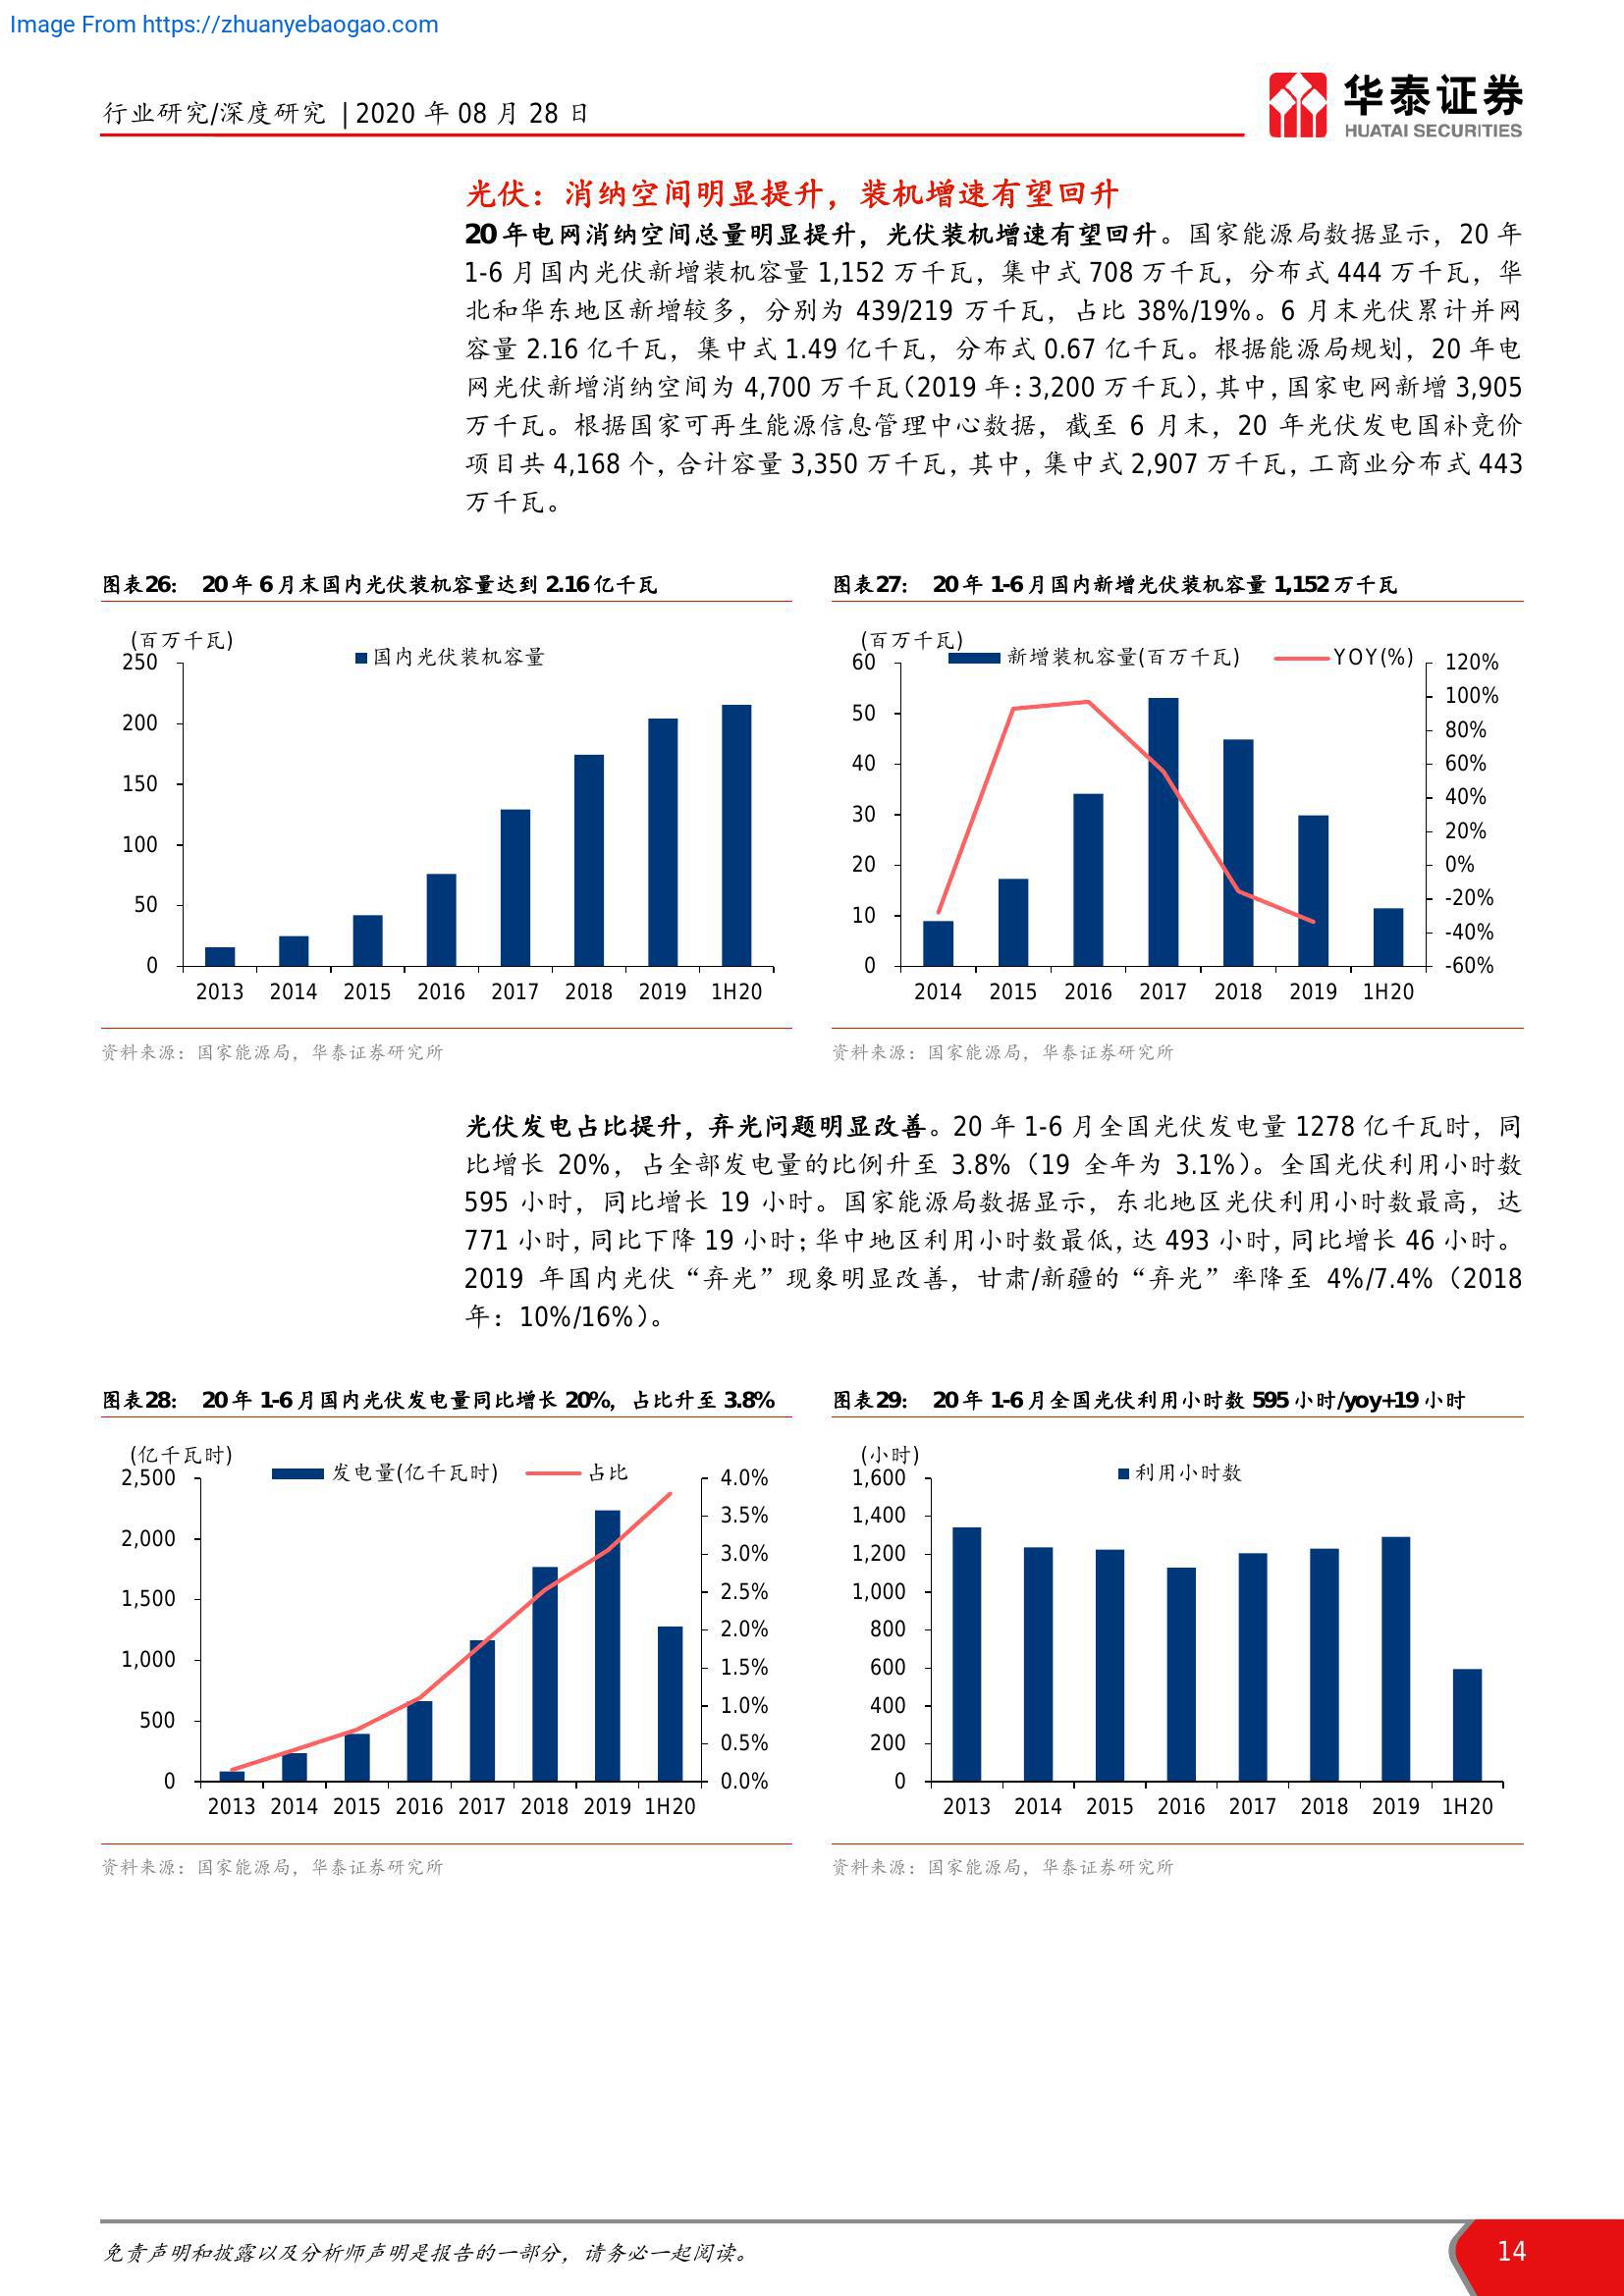 Image From https://zhuanyebaogao.com
行业研究/深度研究 | 2020 年 08 月 28 日
华泰证券
HUATAI SECURITIES
光伏：消纳空间明显提升，装机增速有望回升
20 年电网消纳空间总量明显提升，光伏装机增速有望回升。国家能源局数据显示，20 年
1-6 月国内光伏新增装机容量 1,152 万千瓦，集中式 708 万千瓦，分布式 444 万千瓦，华
北和华东地区新增较多，分别为 439/219 万千瓦，占比 38%/19%。6 月末光伏累计并网
容量 2.16 亿千瓦，集中式 1.49 亿千瓦，分布式 0.67 亿千瓦。根据能源局规划，20 年电
网光伏新增消纳空间为 4,700 万千瓦（2019 年：3,200 万千瓦），其中，国家电网新增 3,905
万千瓦。根据国家可再生能源信息管理中心数据，截至 6 月末，20 年光伏发电国补竞价
项目共 4,168 个，合计容量 3,350 万千瓦，其中，集中式 2,907 万千瓦，工商业分布式 443
万千瓦。
图表26： 20 年 6 月末国内光伏装机容量达到 2.16 亿千瓦
(百万千瓦)
国内光伏装机容量
250
200
150
100
50
0
2013 2014 2015 2016 2017 2018 2019 1H20
资料来源：国家能源局，华泰证券研究所
图表27： 20 年 1-6 月国内新增光伏装机容量 1,152 万千瓦
(百万千瓦)
新增装机容量(百万千瓦) YOY(%)
60
50
40
30
20
10
0
120%
100%
80%
60%
40%
20%
0%
-20%
-40%
-60%
2014 2015 2016 2017 2018 2019 1H20
资料来源：国家能源局，华泰证券研究所
光伏发电占比提升，弃光问题明显改善。20 年 1-6 月全国光伏发电量 1278 亿千瓦时，同
比增长 20%，占全部发电量的比例升至 3.8%（19 全年为 3.1%）。全国光伏利用小时数
595 小时，同比增长 19 小时。国家能源局数据显示，东北地区光伏利用小时数最高，达
771 小时，同比下降 19 小时；华中地区利用小时数最低，达 493 小时，同比增长 46 小时。
2019 年国内光伏“弃光”现象明显改善，甘肃/新疆的“弃光”率降至 4%/7.4%（2018
年：10%/16%）。
图表28： 20 年 1-6 月国内光伏发电量同比增长 20%，占比升至 3.8%
(亿千瓦时)
发电量(亿千瓦时) 占比
2,500
2,000
1,500
1,000
500
0
4.0%
3.5%
3.0%
2.5%
2.0%
1.5%
1.0%
0.5%
0.0%
2013 2014 2015 2016 2017 2018 2019 1H20
资料来源：国家能源局，华泰证券研究所
图表29： 20 年 1-6 月全国光伏利用小时数 595 小时/yoy+19 小时
(小时)
利用小时数
1,600
1,400
1,200
1,000
800
600
400
200
0
2013 2014 2015 2016 2017 2018 2019 1H20
资料来源：国家能源局，华泰证券研究所
免责声明和披露以及分析师声明是报告的一部分，请务必一起阅读。
14